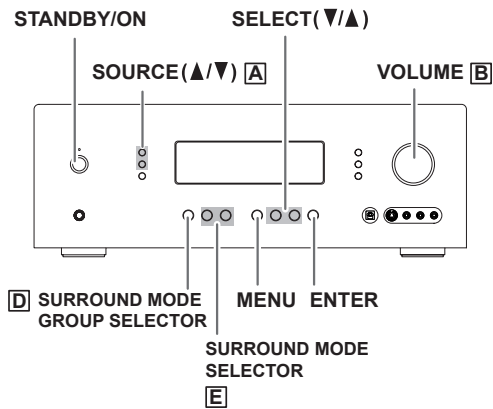 STANDBY/ON
SELECT(▼/▲)
SOURCE(▲/▼) A
VOLUME B
D SURROUND MODE
GROUP SELECTOR
MENU
ENTER
SURROUND MODE
SELECTOR
E